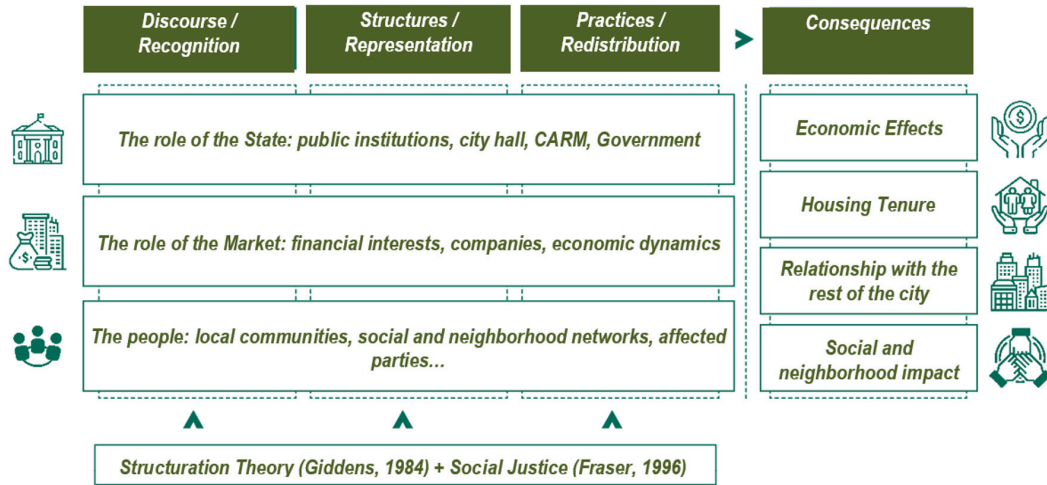 Discourse /
Recognition
Structures /
Representation
Practices /
Redistribution
>
Consequences
The role of the State: public institutions, city hall, CARM, Government
The role of the Market: financial interests, companies, economic dynamics
The people: local communities, social and neighborhood networks, affected
parties...
Economic Effects
$
Housing Tenure
$
Relationship with the
rest of the city
Social and
neighborhood impact
Structuration Theory (Giddens, 1984) + Social Justice (Fraser, 1996)